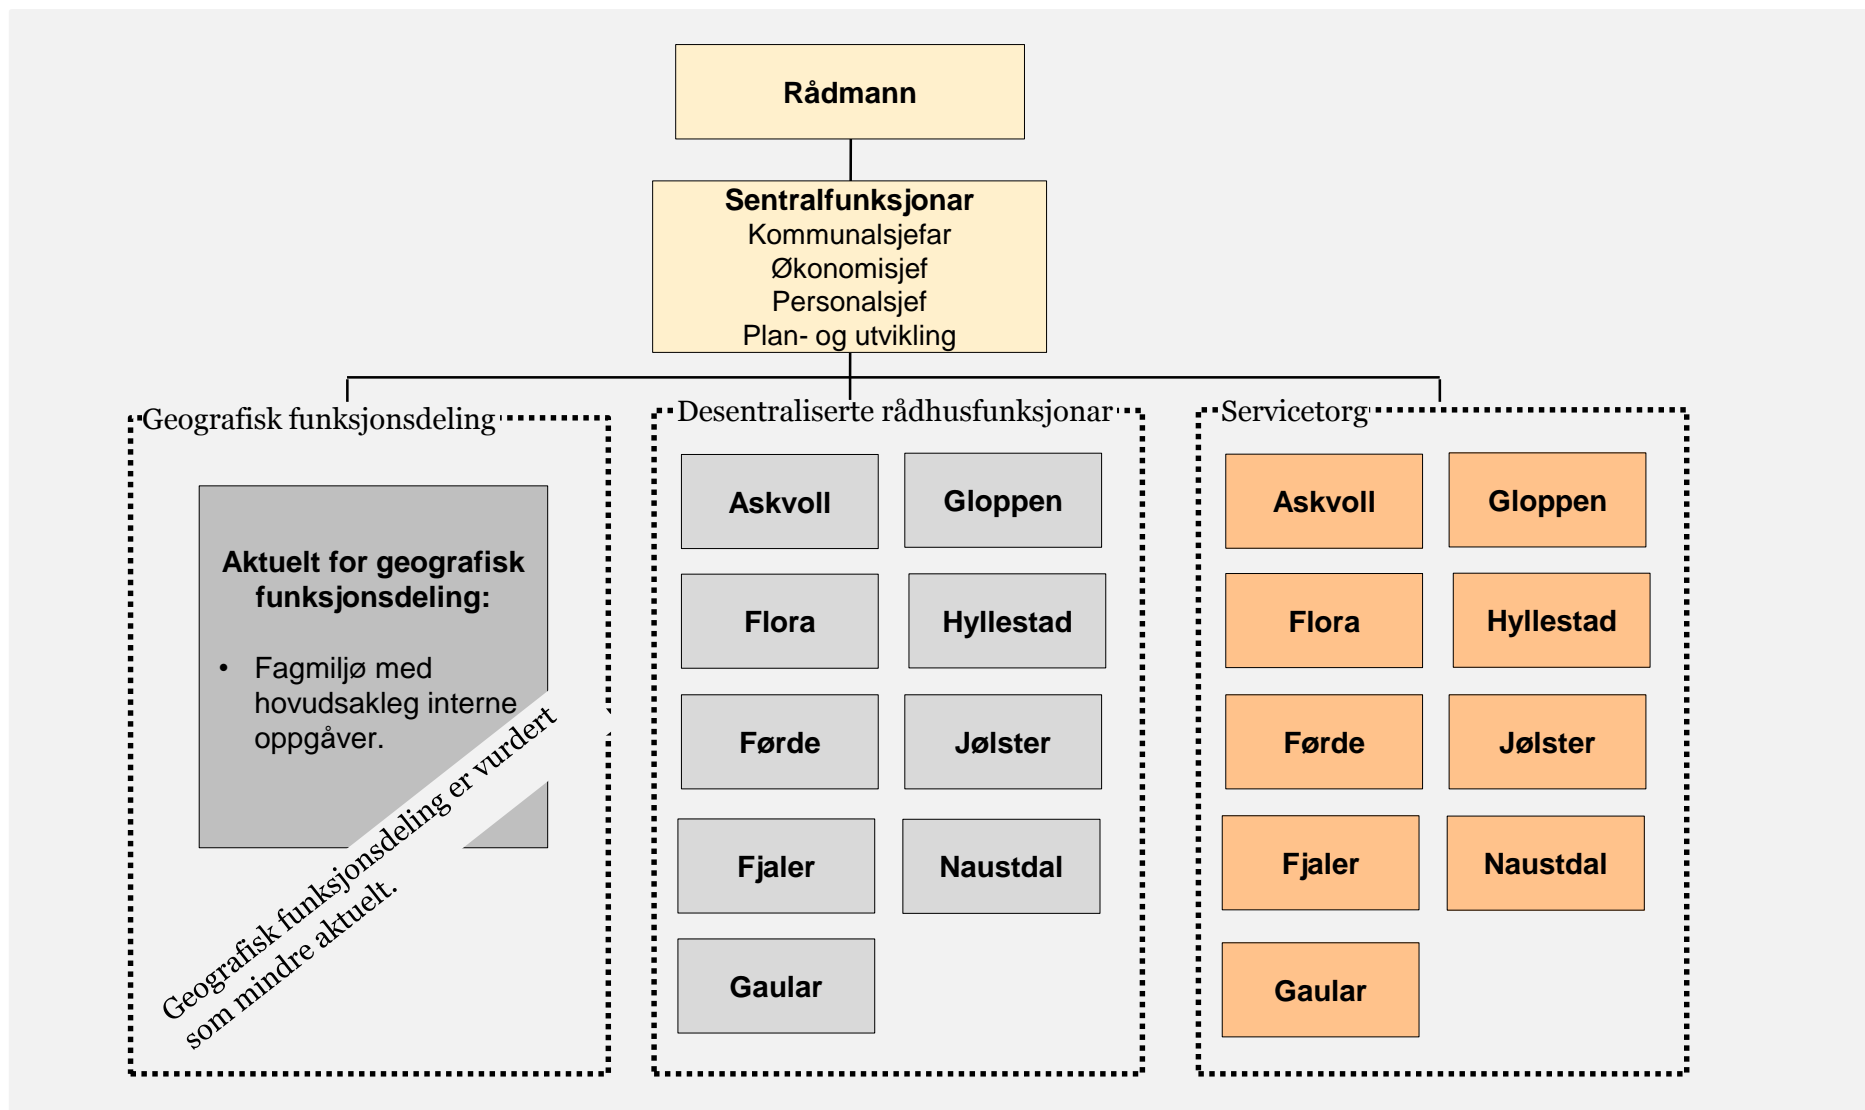 Rådmann
Sentralfunksjonar
Kommunalsjefar
Økonomisjef
Personalsjef
Plan- og utvikling
Geografisk funksjonsdeling
Aktuelt for geografisk
funksjonsdeling:
• Fagmiljø med
hovudsakleg interne
oppgåver.
Geografisk funksjonsdeling er vurdert
som mindre aktuelt.
Desentraliserte rådhusfunksjonar
Askvoll
Gloppen
Flora
Hyllestad
Førde
Jølster
Fjaler
Naustdal
Gaular
Servicetorg
Askvoll
Gloppen
Flora
Hyllestad
Førde
Jølster
Fjaler
Naustdal
Gaular